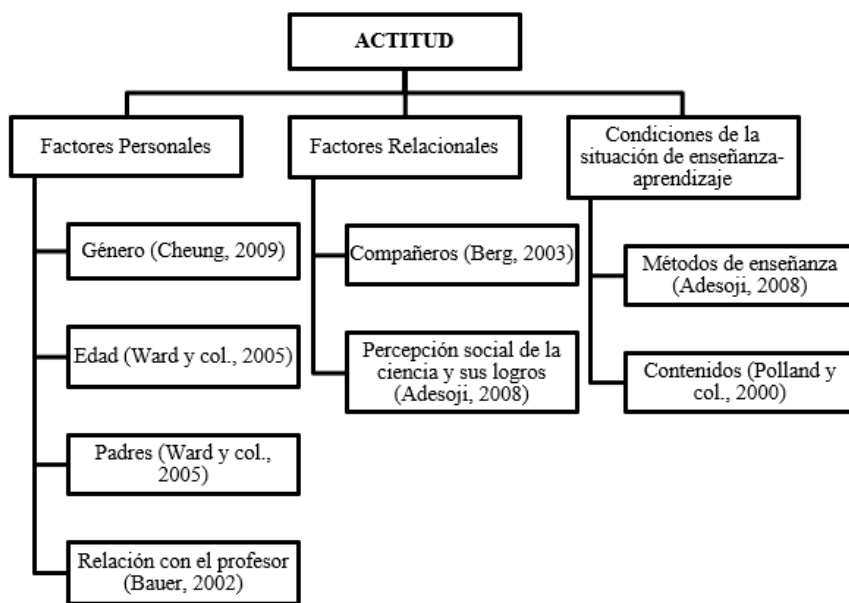 ACTITUD
Factores Personales
Factores Relacionales
Condiciones de la
situación de enseñanza-
aprendizaje
Género (Cheung, 2009)
Edad (Ward y col., 2005)
Padres (Ward y col.,
2005)
Relación con el profesor
(Bauer, 2002)
Compañeros (Berg, 2003)
Percepción social de la
ciencia y sus logros
(Adesoji, 2008)
Métodos de enseñanza
(Adesoji, 2008)
Contenidos (Polland y
col., 2000)